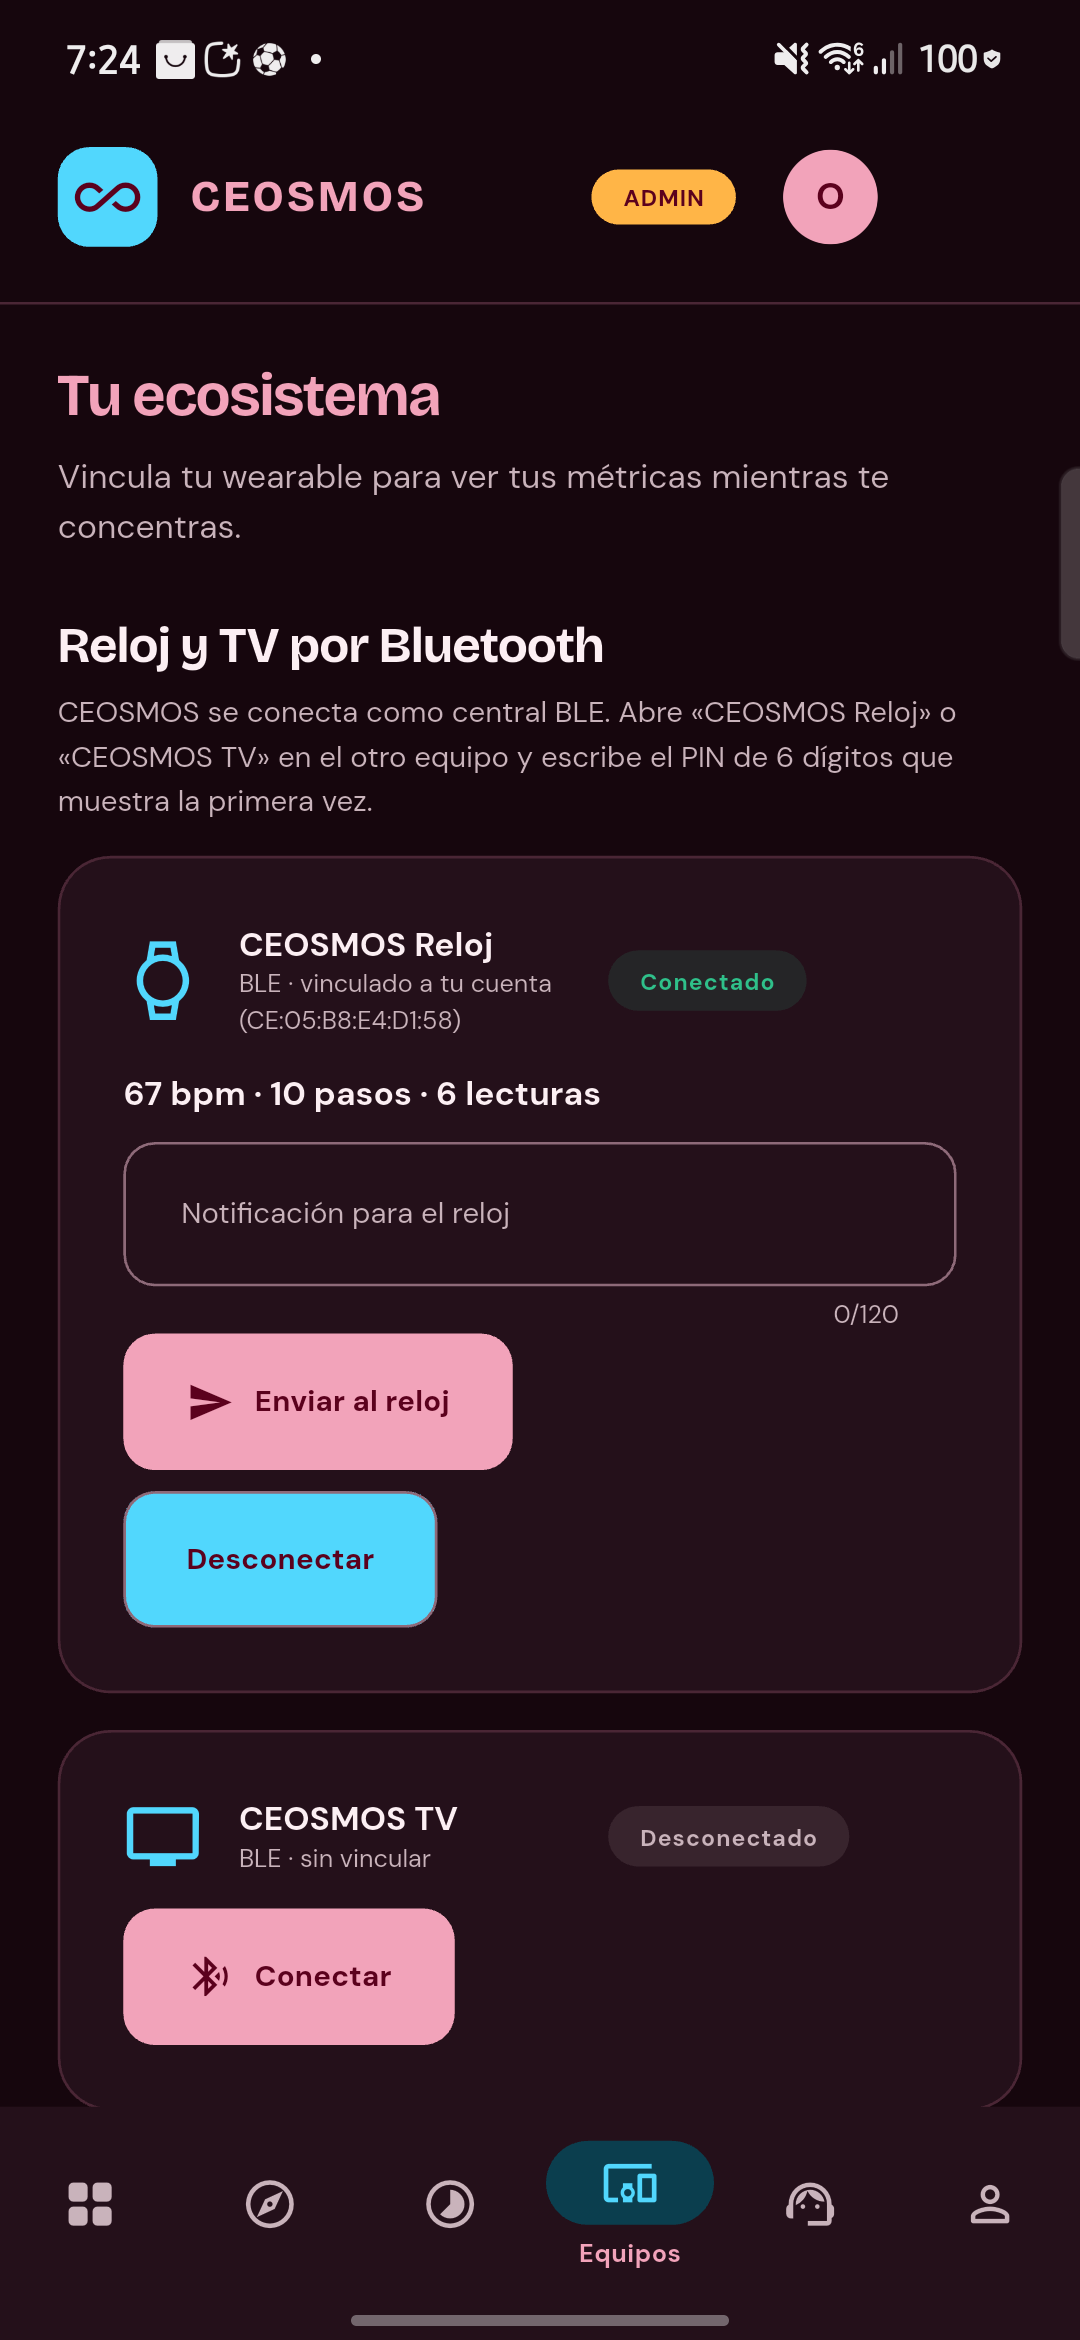 7:24
6
100
CEOSMOS
ADMIN
O
Tu ecosistema
Vincula tu wearable para ver tus métricas mientras te
concentras.
Reloj y TV por Bluetooth
CEOSMOS se conecta como central BLE. Abre «CEOSMOS Reloj» o
«CEOSMOS TV» en el otro equipo y escribe el PIN de 6 dígitos que
muestra la primera vez.
CEOSMOS Reloj
BLE · vinculado a tu cuenta
(CE:05:B8:E4:D1:58)
Conectado
67 bpm · 10 pasos · 6 lecturas
Notificación para el reloj
0/120
Enviar al reloj
Desconectar
CEOSMOS TV
BLE · sin vincular
Desconectado
Conectar
Equipos